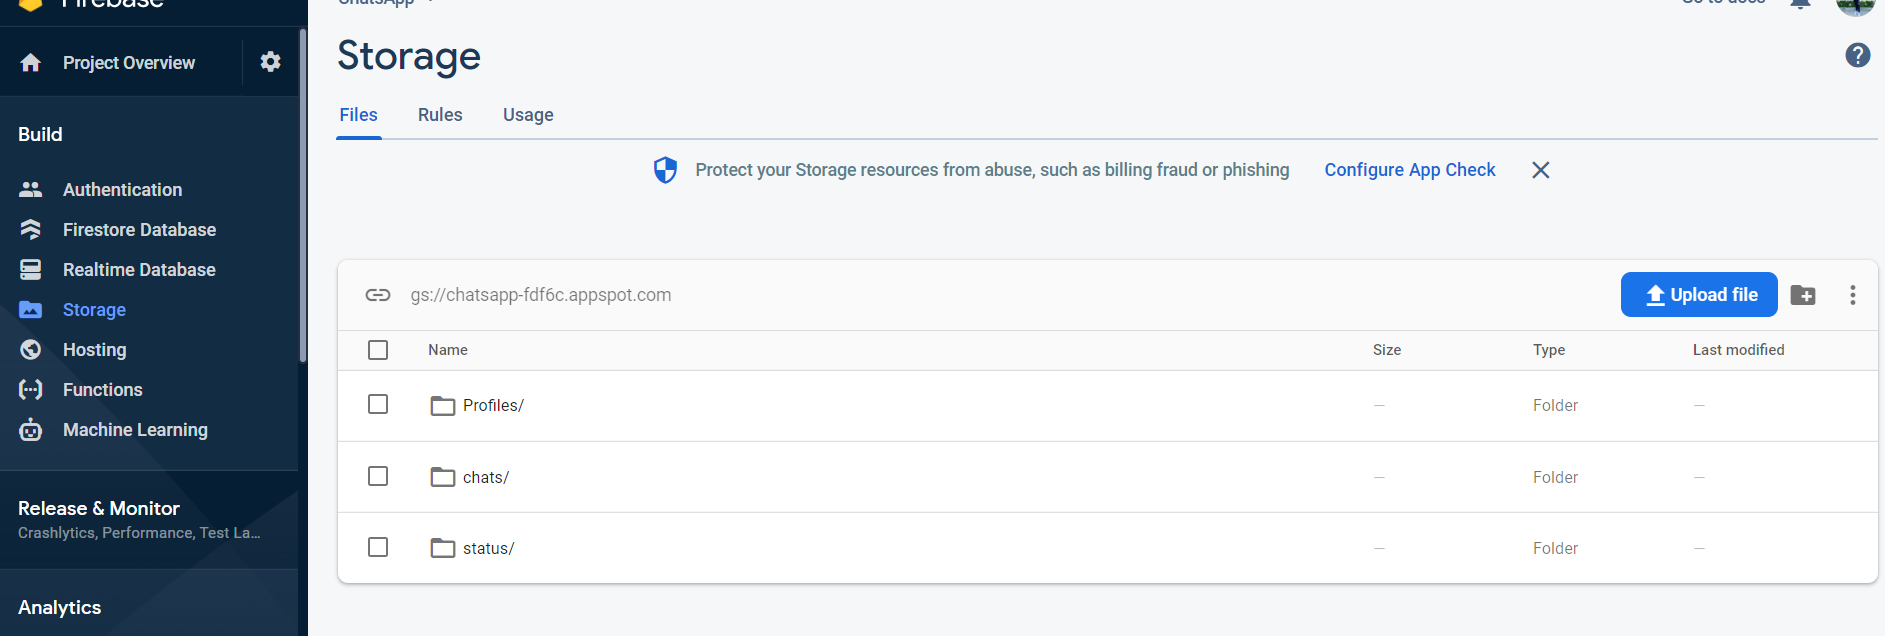 Firebase
ChatsApp
Go to docs
Project Overview
Storage
Files Rules Usage
Build
Protect your Storage resources from abuse, such as billing fraud or phishing Configure App Check
Authentication
Firestore Database
Realtime Database
Storage
Hosting
Functions
Machine Learning
Release & Monitor
Crashlytics, Performance, Test La...
Analytics
gs://chatsapp-fdf6c.appspot.com
Upload file
Name Size Type Last modified
Profiles/ – Folder –
chats/ – Folder –
status/ – Folder –